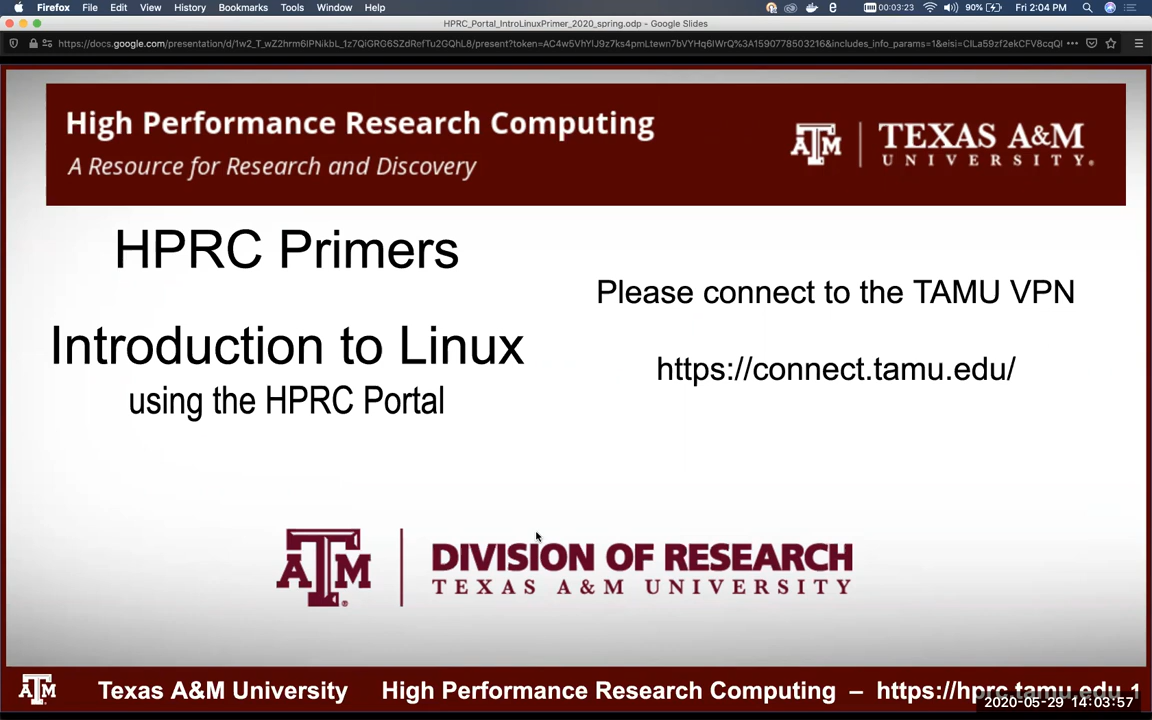 Firefox File Edit View History Bookmarks Tools Window Help 00:03:23 90% Fri 2:04 PM
HPRC_Portal_IntroLinuxPrimer_2020_spring.odp - Google Slides
High Performance Research Computing
A Resource for Research and Discovery
ĀM TEXAS A&M
UNIVERSITY.
HPRC Primers
Introduction to Linux
using the HPRC Portal
Please connect to the TAMU VPN
https://connect.tamu.edu/
DIVISION OF RESEARCH
TEXAS A&M UNIVERSITY
Texas A&M University High Performance Research Computing – https://hprc.tamu.edu 1
2020-05-29 14:03:57